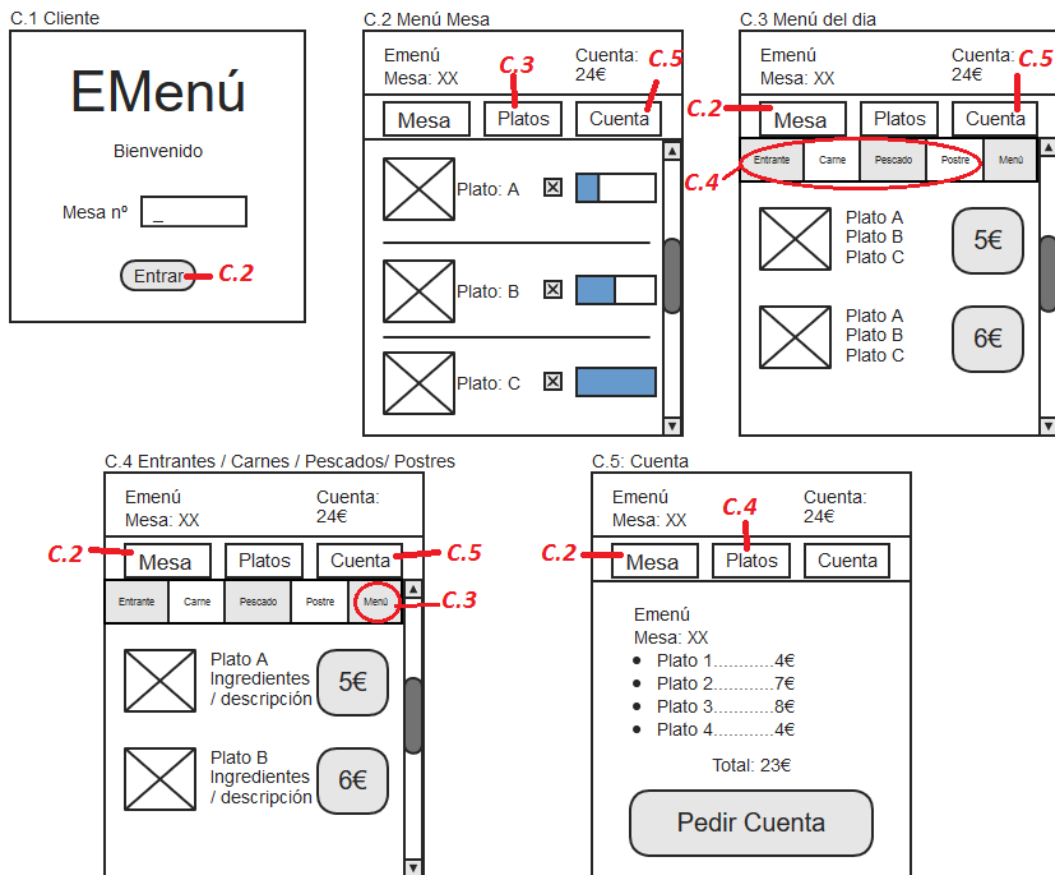 C.1 Cliente
EMenú
Bienvenido
Mesa nº _
Entrar C.2
C.2 Menú Mesa
Emenú
Mesa: XX
Cuenta:
24€
C.3
C.5
Mesa Platos Cuenta
Plato: A
Plato: B
Plato: C
C.3 Menú del dia
Emenú
Mesa: XX
Cuenta:
24€
C.5
C.2
Mesa Platos Cuenta
Entrante Carne Pescado Postre Menú
C.4
Plato A
Plato B
Plato C
5€
Plato A
Plato B
Plato C
6€
C.4 Entrantes / Carnes / Pescados/ Postres
Emenú
Mesa: XX
Cuenta:
24€
C.2
Mesa Platos Cuenta
C.5
Entrante Carne Pescado Postre Menú
C.3
Plato A
Ingredientes
/ descripción
5€
Plato B
Ingredientes
/ descripción
6€
C.5: Cuenta
Emenú
Mesa: XX
Cuenta:
24€
C.4
C.2
Mesa Platos Cuenta
Emenú
Mesa: XX
• Plato 1...........4€
• Plato 2...........7€
• Plato 3...........8€
• Plato 4...........4€
Total: 23€
Pedir Cuenta